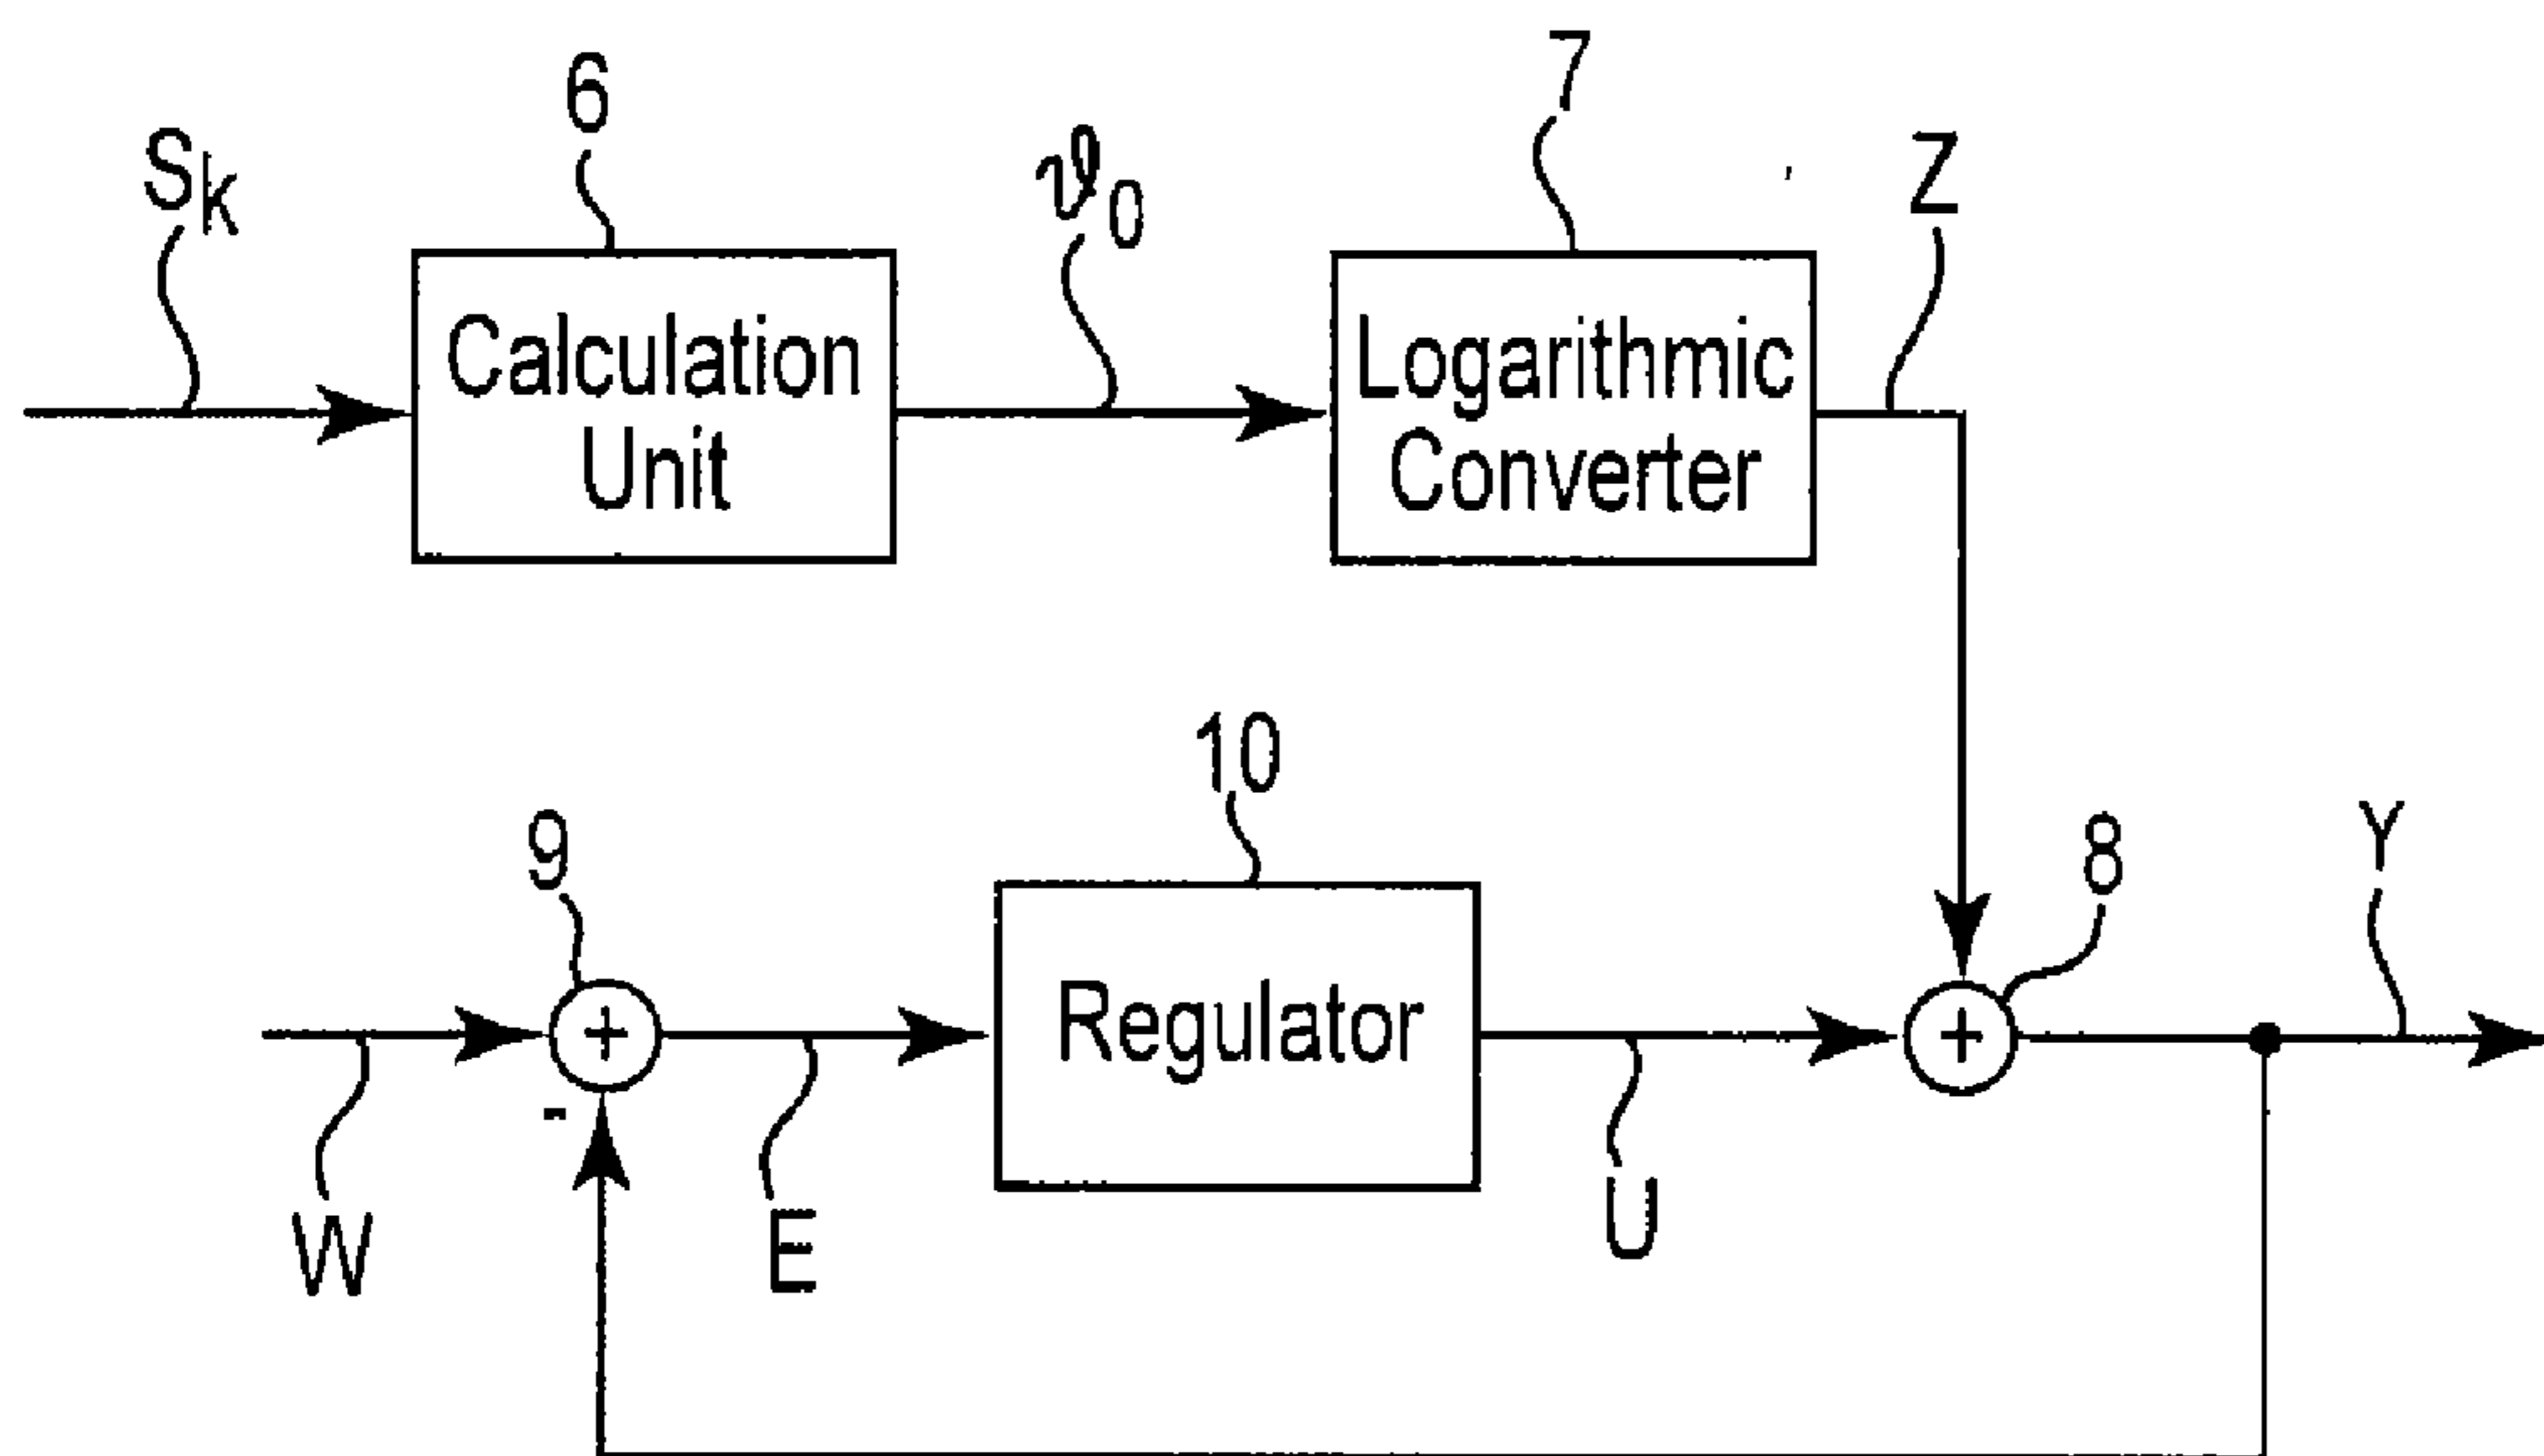 6
7
Sk
ϑ0
Z
Calculation
Unit
Logarithmic
Converter
10
9
8
Y
+
Regulator
+
-
W
E
U